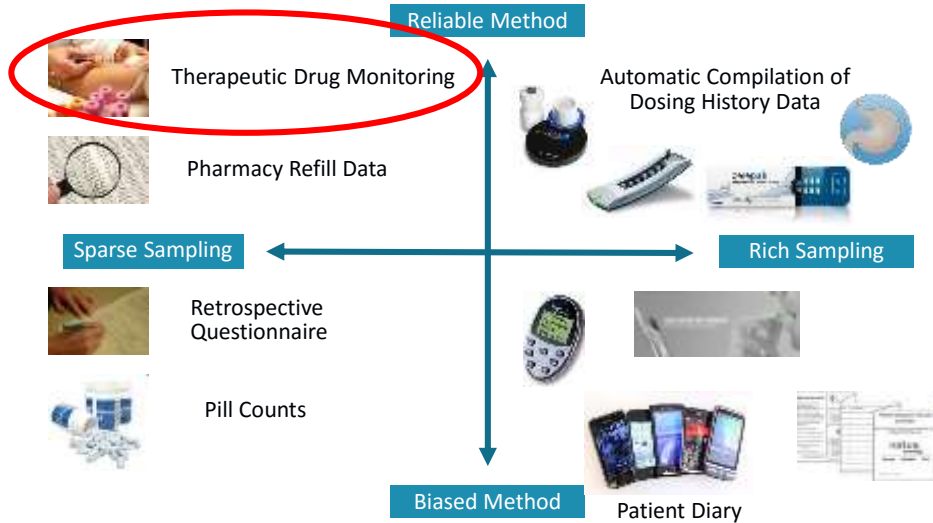 Reliable Method
Therapeutic Drug Monitoring
Automatic Compilation of
Dosing History Data
Pharmacy Refill Data
Sparse Sampling
Rich Sampling
Retrospective
Questionnaire
Pill Counts
Biased Method
Patient Diary